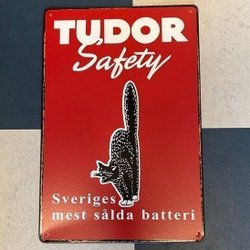 TUDOR
Safety
Sveriges
mest sålda batteri